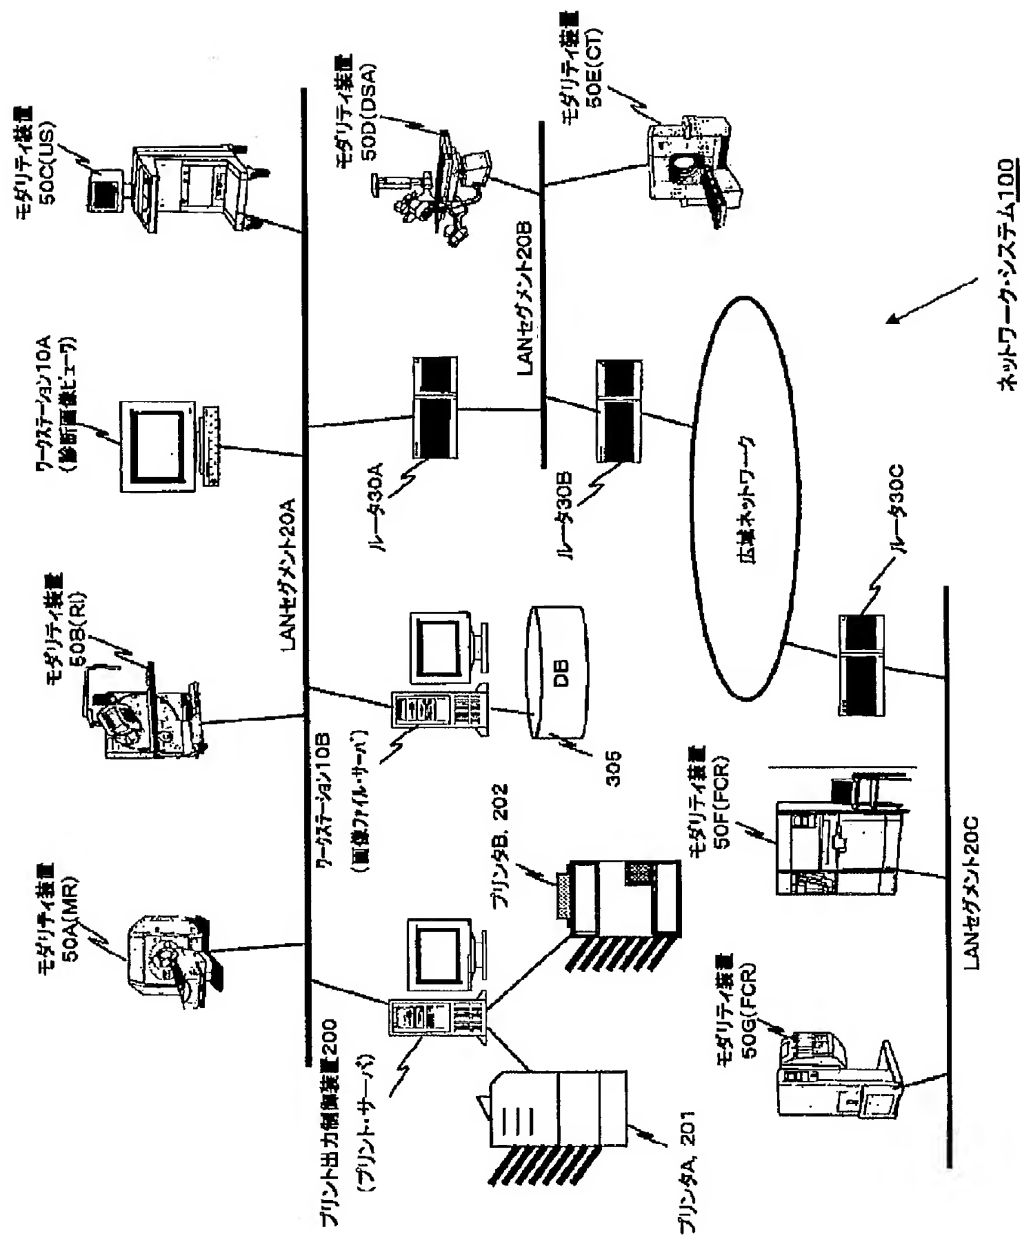 モダリティ装置
50A(MR)
モダリティ装置
50B(RI)
ワークステーション10A
(診断画像ビューワ)
モダリティ装置
50C(US)
LANセグメント20A
プリント出力制御装置200
(プリント・サーバ)
ワークステーション10B
(画像ファイル・サーバ)
ルータ30A
モダリティ装置
50D(DSA)
プリンタB, 202
DB
305
LANセグメント20B
ルータ30B
モダリティ装置
50E(CT)
プリンタA, 201
モダリティ装置
50G(FCR)
モダリティ装置
50F(FCR)
広域ネットワーク
ルータ30C
LANセグメント20C
ネットワーク・システム100